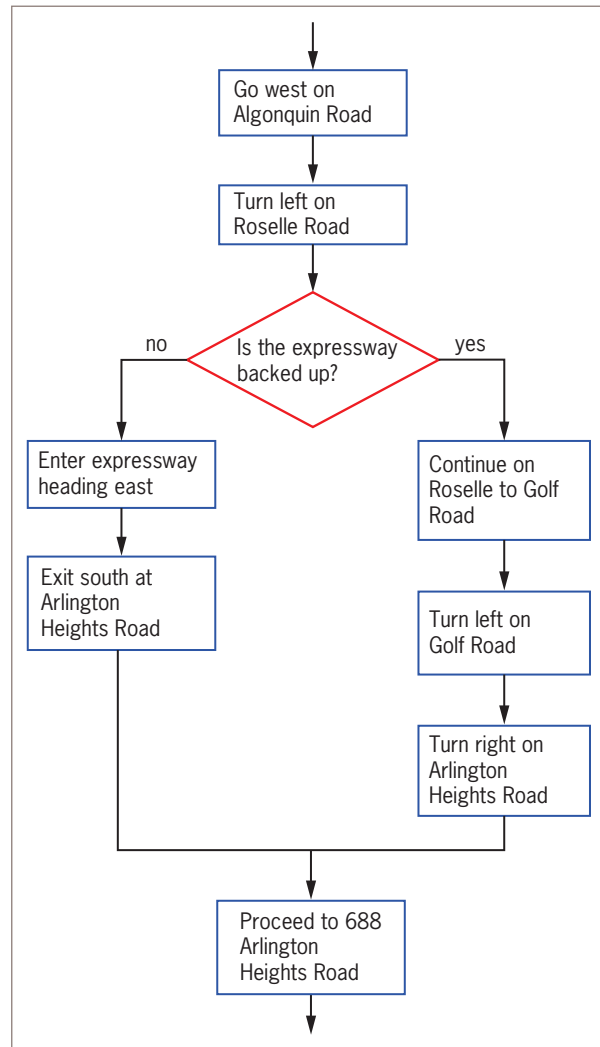 Go west on
Algonquin Road
Turn left on
Roselle Road
Is the expressway
backed up?
no
yes
Enter expressway
heading east
Exit south at
Arlington
Heights Road
Continue on
Roselle to Golf
Road
Turn left on
Golf Road
Turn right on
Arlington
Heights Road
Proceed to 688
Arlington
Heights Road